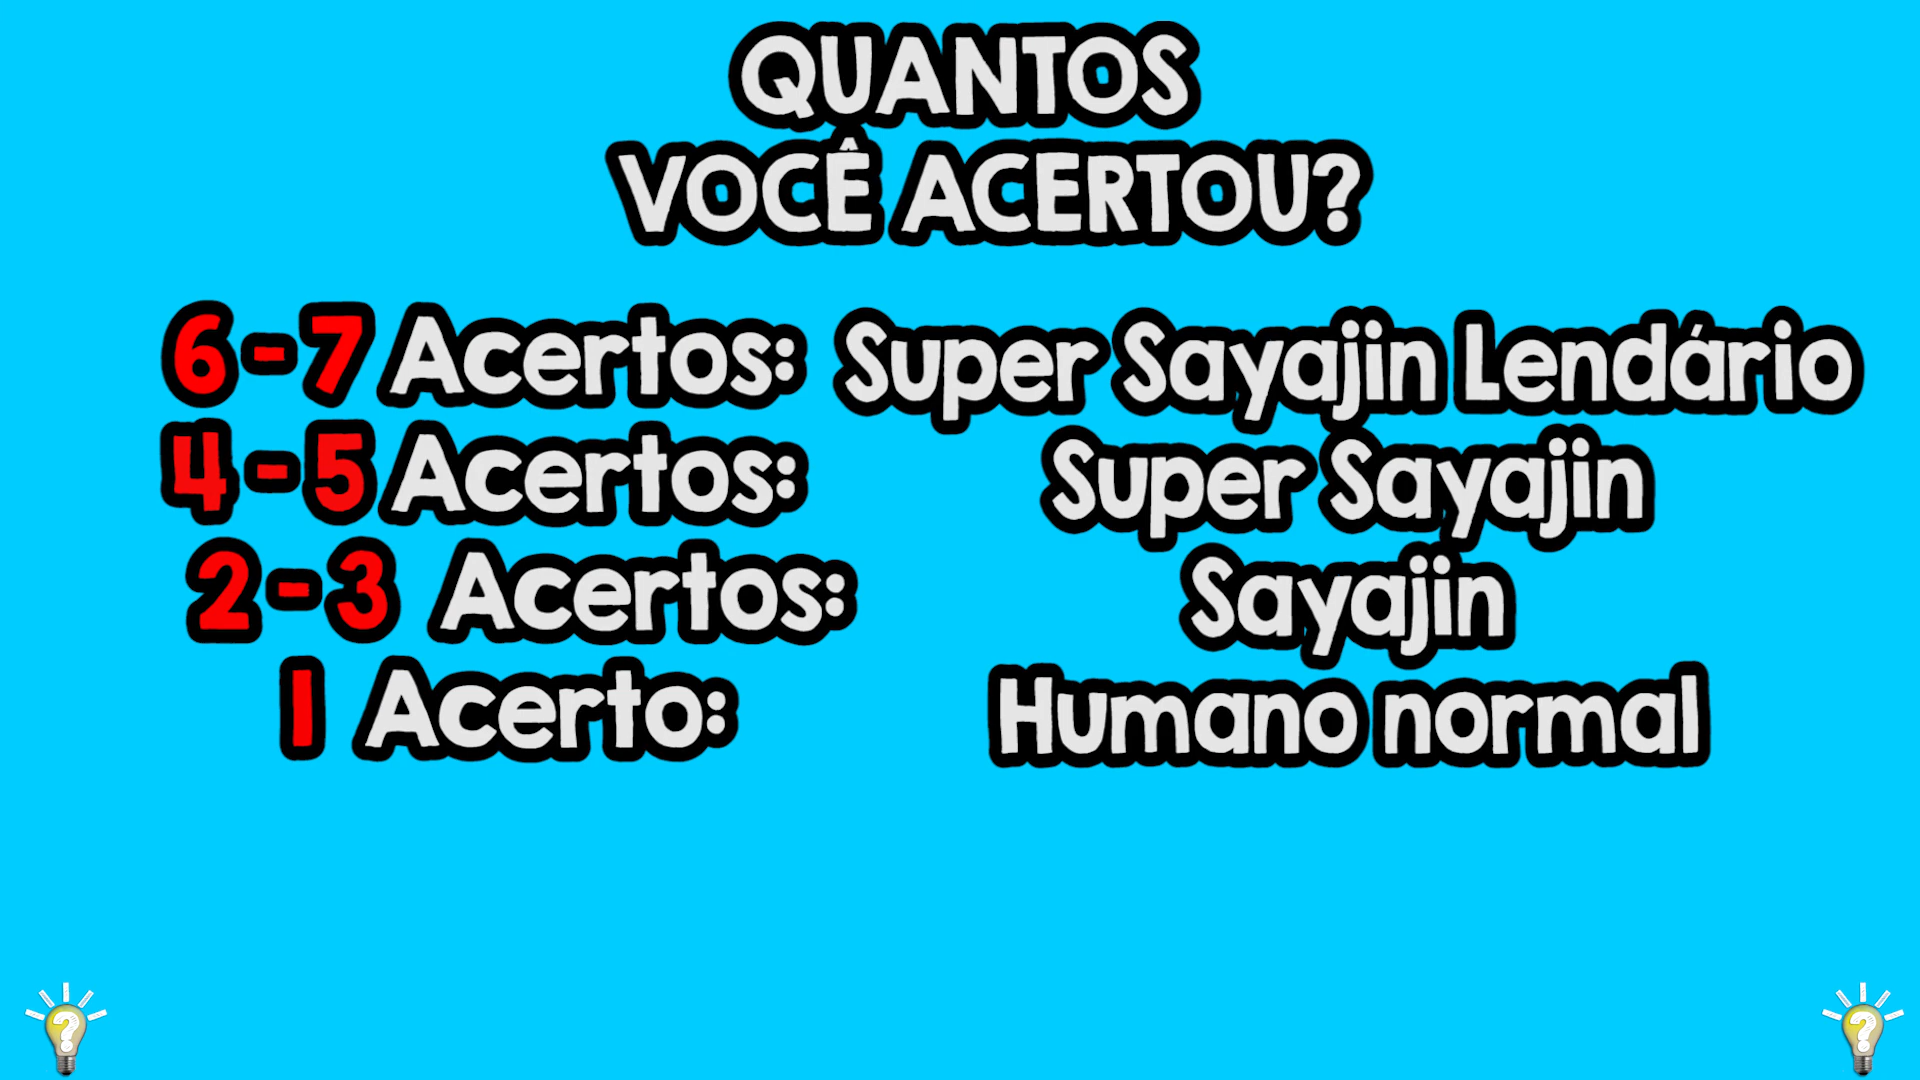 QUANTOS
VOCÊ ACERTOU?
6-7 Acertos: Super Sayajin Lendário
4-5 Acertos: Super Sayajin
2-3 Acertos: Sayajin
1 Acerto: Humano normal
? ?